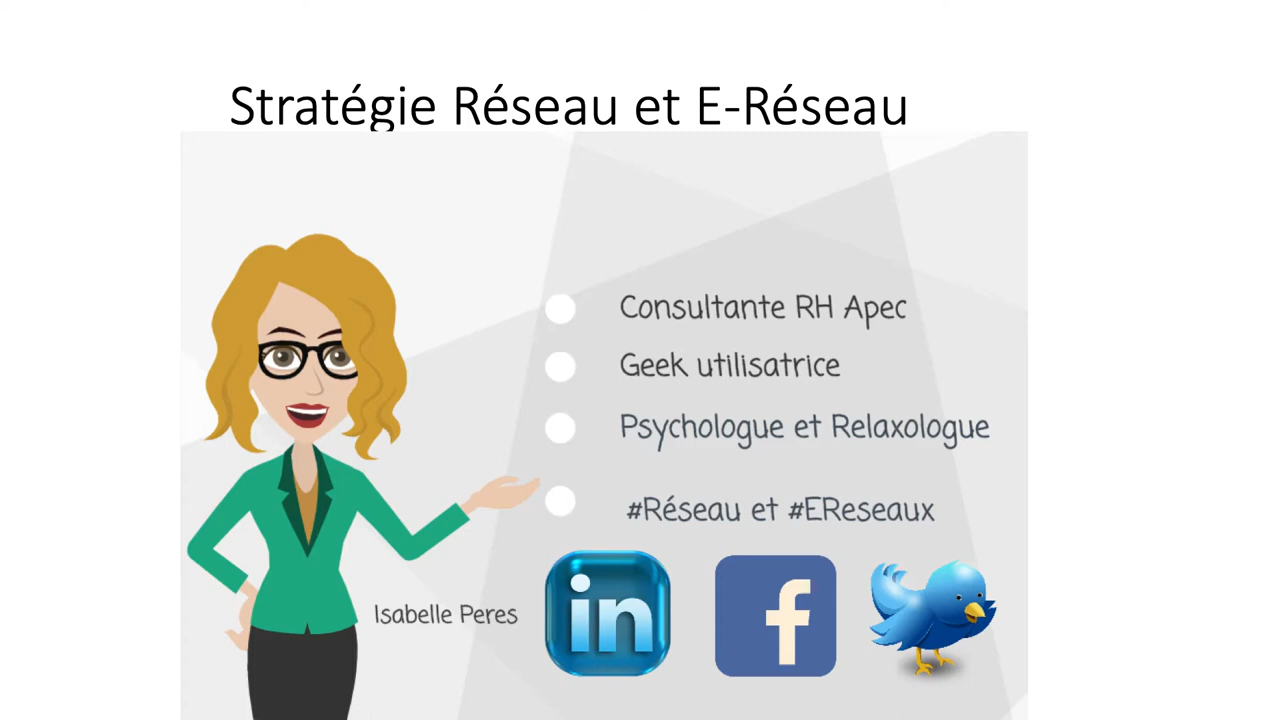 Stratégie Réseau et E-Réseau
Consultante RH Apec
Geek utilisatrice
Psychologue et Relaxologue
#Réseau et #EReseaux
Isabelle Peres
in
f